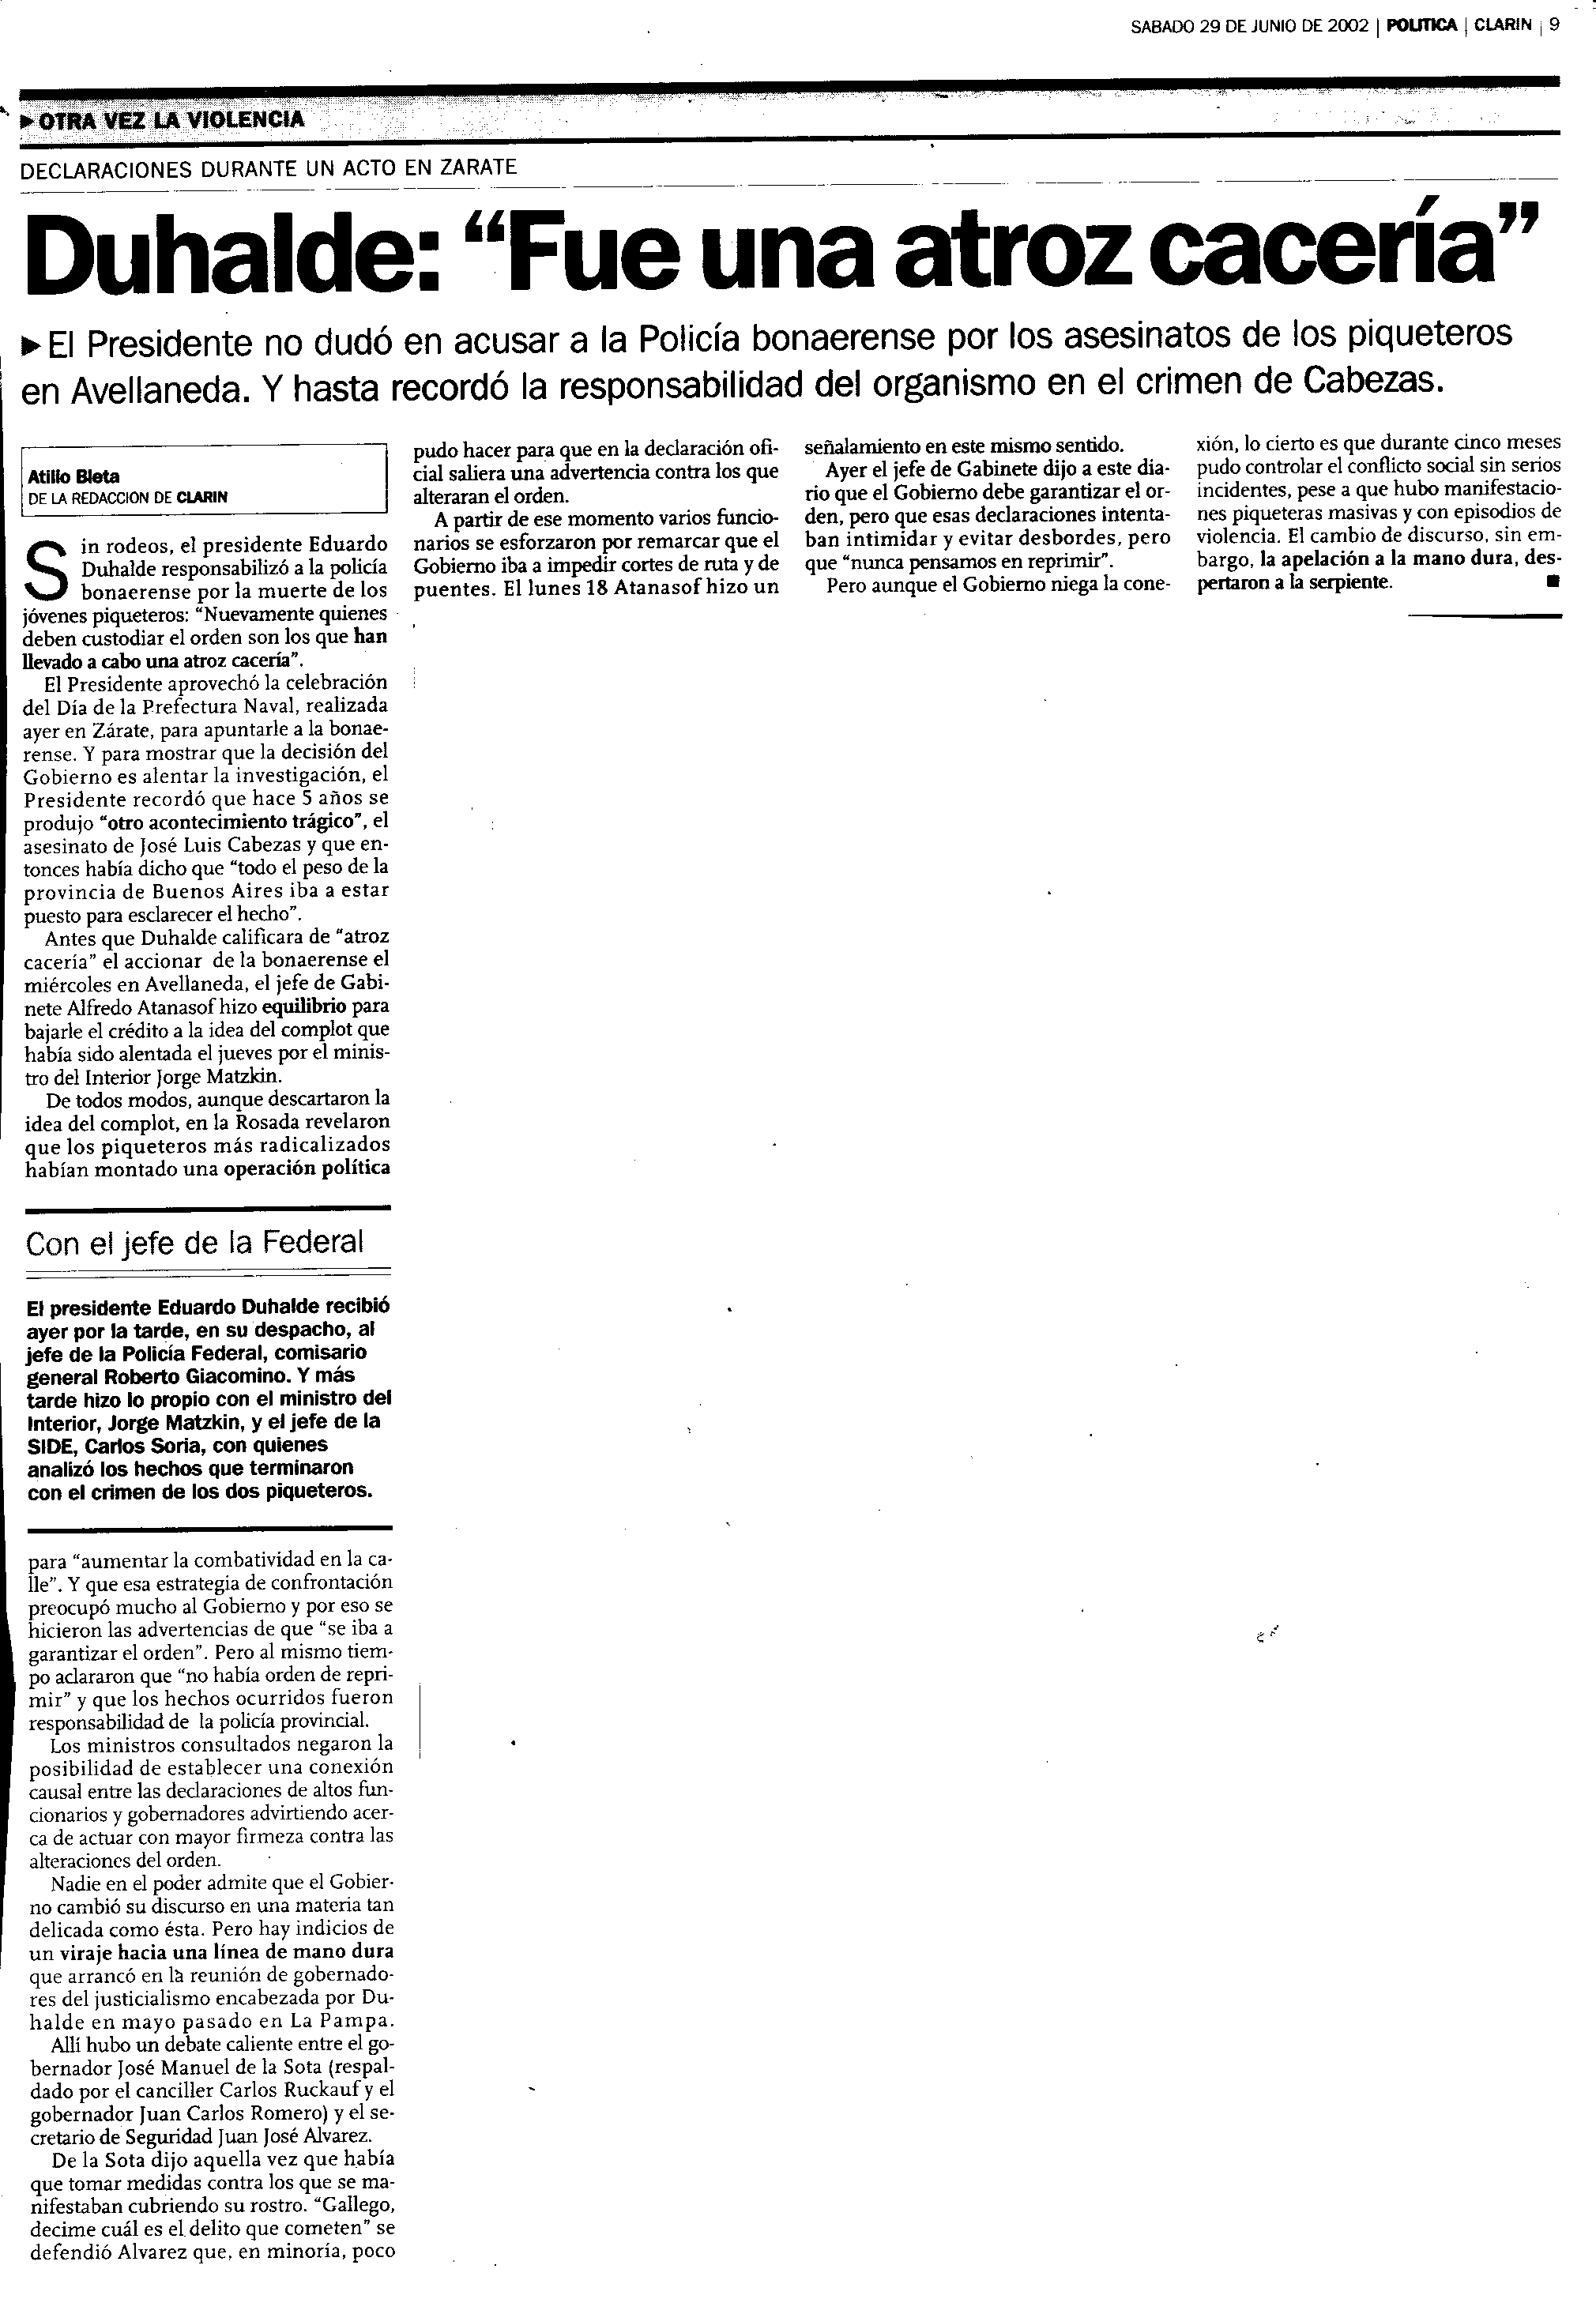 SABADO 29 DE JUNIO DE 2002 | POLITICA | CLARIN | 9
►OTRA VEZ LA VIOLENCIA
DECLARACIONES DURANTE UN ACTO EN ZARATE
Duhalde: “Fue una atroz cacería”
►El Presidente no dudó en acusar a la Policía bonaerense por los asesinatos de los piqueteros
en Avellaneda. Y hasta recordó la responsabilidad del organismo en el crimen de Cabezas.
Atilio Bleta
DE LA REDACCION DE CLARIN
Sin rodeos, el presidente Eduardo
Duhalde responsabilizó a la policía
bonaerense por la muerte de los
jóvenes piqueteros: “Nuevamente quienes
deben custodiar el orden son los que han
llevado a cabo una atroz cacería”.
El Presidente aprovechó la celebración
del Día de la Prefectura Naval, realizada
ayer en Zárate, para apuntarle a la bonae-
rense. Y para mostrar que la decisión del
Gobierno es alentar la investigación, el
Presidente recordó que hace 5 años se
produjo “otro acontecimiento trágico”, el
asesinato de José Luis Cabezas y que en-
tonces había dicho que “todo el peso de la
provincia de Buenos Aires iba a estar
puesto para esclarecer el hecho”.
Antes que Duhalde calificara de “atroz
cacería” el accionar de la bonaerense el
miércoles en Avellaneda, el jefe de Gabi-
nete Alfredo Atanasof hizo equilibrio para
bajarle el crédito a la idea del complot que
había sido alentada el jueves por el minis-
tro del Interior Jorge Matzkin.
De todos modos, aunque descartaron la
idea del complot, en la Rosada revelaron
que los piqueteros más radicalizados
habían montado una operación política
Con el jefe de la Federal
El presidente Eduardo Duhalde recibió
ayer por la tarde, en su despacho, al
jefe de la Policía Federal, comisario
general Roberto Giacomino. Y más
tarde hizo lo propio con el ministro del
Interior, Jorge Matzkin, y el jefe de la
SIDE, Carlos Soria, con quienes
analizó los hechos que terminaron
con el crimen de los dos piqueteros.
para “aumentar la combatividad en la ca-
lle”. Y que esa estrategia de confrontación
preocupó mucho al Gobierno y por eso se
hicieron las advertencias de que “se iba a
garantizar el orden”. Pero al mismo tiem-
po aclararon que “no había orden de repri-
mir” y que los hechos ocurridos fueron
responsabilidad de la policía provincial.
Los ministros consultados negaron la
posibilidad de establecer una conexión
causal entre las declaraciones de altos fun-
cionarios y gobernadores advirtiendo acer-
ca de actuar con mayor firmeza contra las
alteraciones del orden.
Nadie en el poder admite que el Gobier-
no cambió su discurso en una materia tan
delicada como ésta. Pero hay indicios de
un viraje hacia una línea de mano dura
que arrancó en la reunión de gobernado-
res del justicialismo encabezada por Du-
halde en mayo pasado en La Pampa.
Allí hubo un debate caliente entre el go-
bernador José Manuel de la Sota (respal-
dado por el canciller Carlos Ruckauf y el
gobernador Juan Carlos Romero) y el se-
cretario de Seguridad Juan José Alvarez.
De la Sota dijo aquella vez que había
que tomar medidas contra los que se ma-
nifestaban cubriendo su rostro. “Gallego,
decime cuál es el delito que cometen” se
defendió Alvarez que, en minoría, poco
pudo hacer para que en la declaración ofi-
cial saliera una advertencia contra los que
alteraran el orden.
A partir de ese momento varios funcio-
narios se esforzaron por remarcar que el
Gobierno iba a impedir cortes de ruta y de
puentes. El lunes 18 Atanasof hizo un
señalamiento en este mismo sentido.
Ayer el jefe de Gabinete dijo a este dia-
rio que el Gobierno debe garantizar el or-
den, pero que esas declaraciones intenta-
ban intimidar y evitar desbordes, pero
que “nunca pensamos en reprimir”.
Pero aunque el Gobierno niega la cone-
xión, lo cierto es que durante cinco meses
pudo controlar el conflicto social sin serios
incidentes, pese a que hubo manifestacio-
nes piqueteras masivas y con episodios de
violencia. El cambio de discurso, sin em-
bargo, la apelación a la mano dura, des-
pertaron a la serpiente. ■